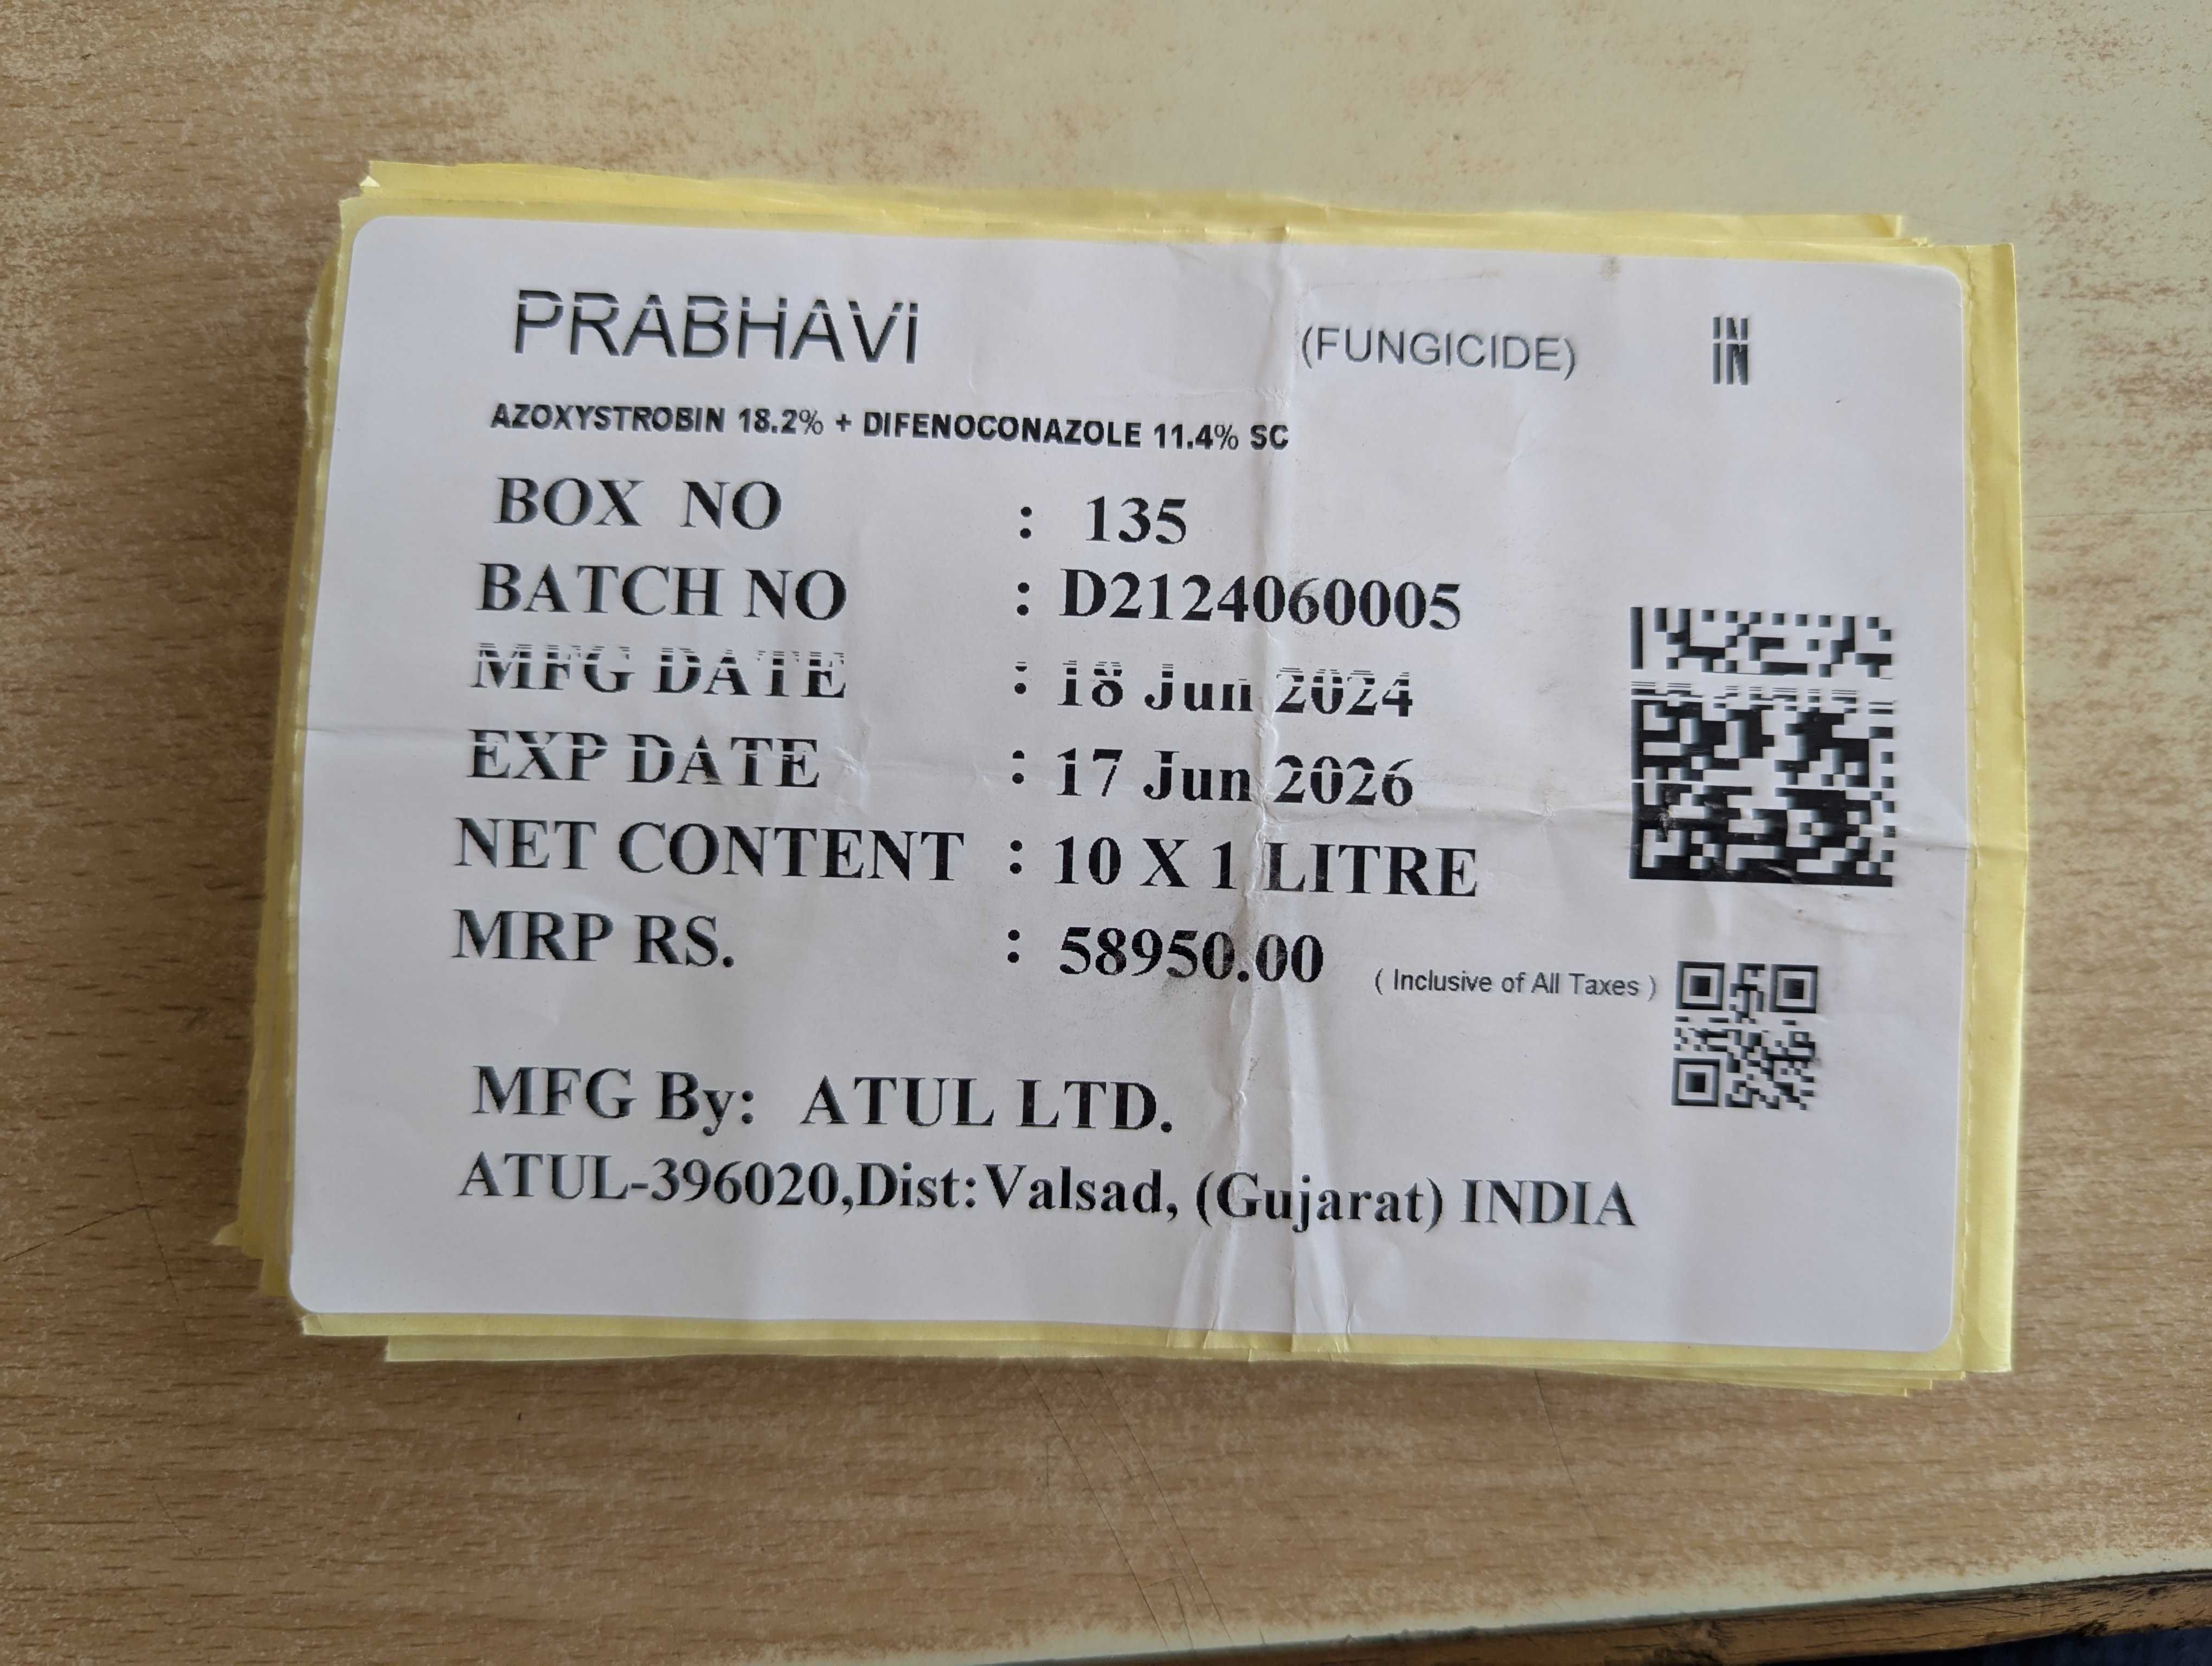 PRABHAVi (FUNGICIDE) IN
AZOXYSTROBIN 18.2% + DIFENOCONAZOLE 11.4% SC
BOX NO : 135
BATCH NO : D2124060005
MFG DATE : 18 Jun 2024
EXP DATE : 17 Jun 2026
NET CONTENT : 10 X 1 LITRE
MRP RS. : 58950.00 ( Inclusive of All Taxes )
MFG By: ATUL LTD.
ATUL-396020,Dist:Valsad, (Gujarat) INDIA